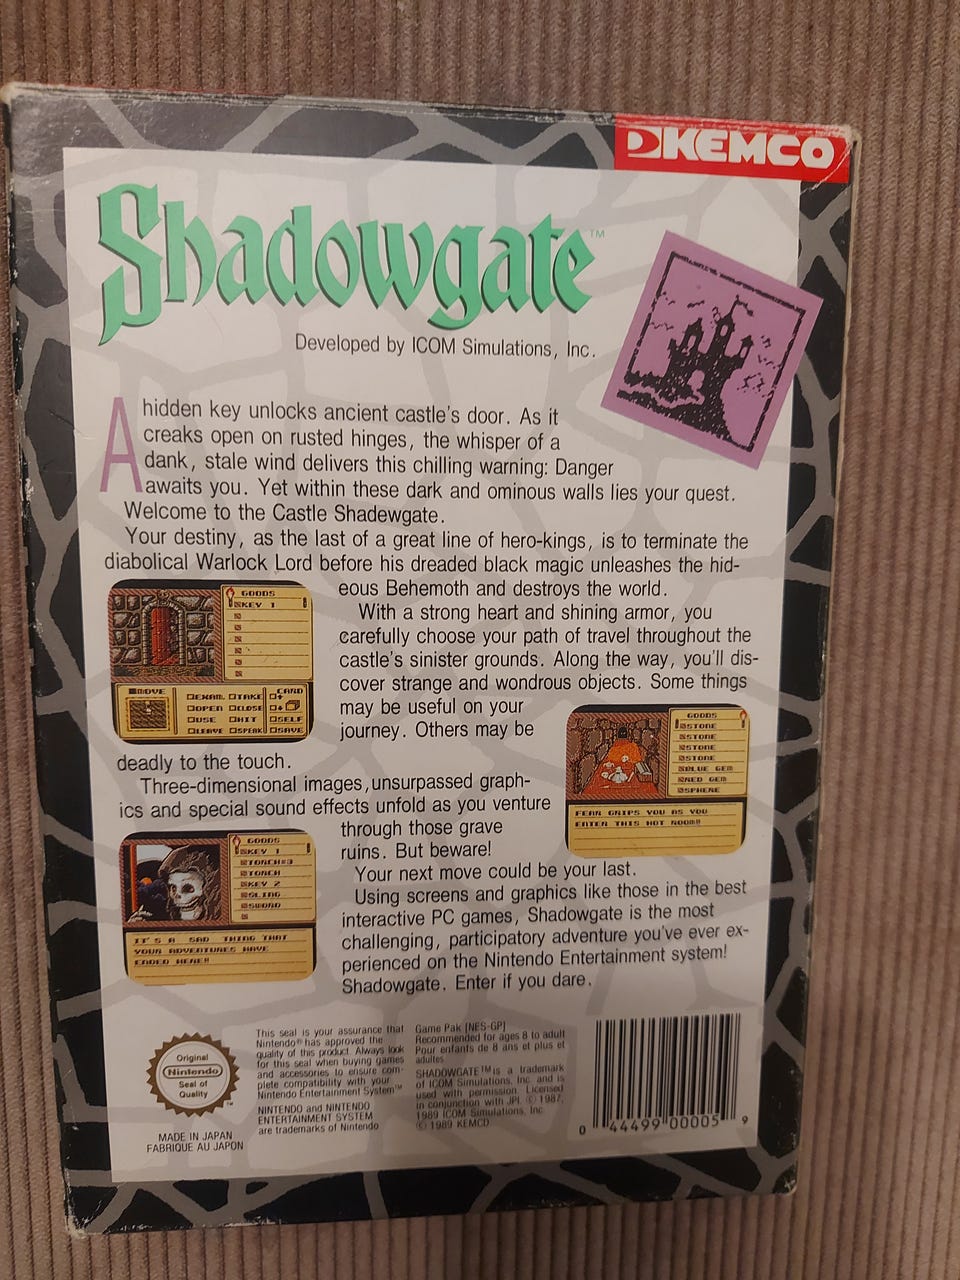 KEMCO
Shadowgate™
Developed by ICOM Simulations, Inc.
A hidden key unlocks ancient castle's door. As it
creaks open on rusted hinges, the whisper of a
dank, stale wind delivers this chilling warning: Danger
awaits you. Yet within these dark and ominous walls lies your quest.
Welcome to the Castle Shadewgate.
Your destiny, as the last of a great line of hero-kings, is to terminate the
diabolical Warlock Lord before his dreaded black magic unleashes the hid-
eous Behemoth and destroys the world.
With a strong heart and shining armor, you
carefully choose your path of travel throughout the
castle's sinister grounds. Along the way, you'll dis-
cover strange and wondrous objects. Some things
may be useful on your
journey. Others may be
deadly to the touch.
Three-dimensional images, unsurpassed graph-
ics and special sound effects unfold as you venture
through those grave
ruins. But beware!
Your next move could be your last.
Using screens and graphics like those in the best
interactive PC games, Shadowgate is the most
challenging, participatory adventure you've ever ex-
perienced on the Nintendo Entertainment system!
Shadowgate. Enter if you dare.
GOODS
KEY 1
MOVE
EXAM. TAKE CARD
OPEN CLOSE
USE HIT SELF
LEAVE SPEAK SAVE
GOODS
STONE
STONE
STONE
STONE
BLUE GEM
RED GEM
SPHERE
FEAR GRIPS YOU AS YOU
ENTER THIS HOT ROOM!!
GOODS
KEY 1
TORCH#3
TORCH
KEY 2
SLING
SWORD
IT'S A SAD THING THAT
YOUR ADVENTURES HAVE
ENDED HERE!!
Original
Nintendo
Seal of
Quality
™
MADE IN JAPAN
FABRIQUE AU JAPON
This seal is your assurance that
Nintendo® has approved the
quality of this product. Always look
for this seal when buying games
and accessories to ensure com-
plete compatibility with your
Nintendo Entertainment System™
NINTENDO and NINTENDO
ENTERTAINMENT SYSTEM
are trademarks of Nintendo
Game Pak [NES-GP]
Recommended for ages 8 to adult
Pour enfants de 8 ans et plus et
adultes
SHADOWGATE™ is a trademark
of ICOM Simulations, Inc. and is
used with permission. Licensed
in conjunction with JPI. © 1987,
1989 ICOM Simulations, Inc.
© 1989 KEMCO
0 44499 00005 9